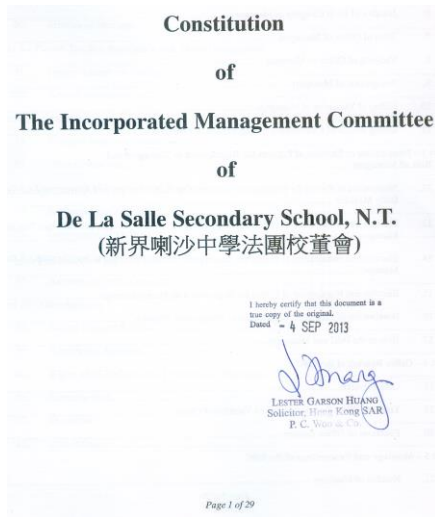 Constitution
of
The Incorporated Management Committee
of
De La Salle Secondary School, N.T.
(新界喇沙中學法團校董會)
I hereby certify that this document is a
true copy of the original.
Dated - 4 SEP 2013
LESTER GARSON HUANG
Solicitor, Hong Kong SAR
P. C. Woo & Co.
Page 1 of 29